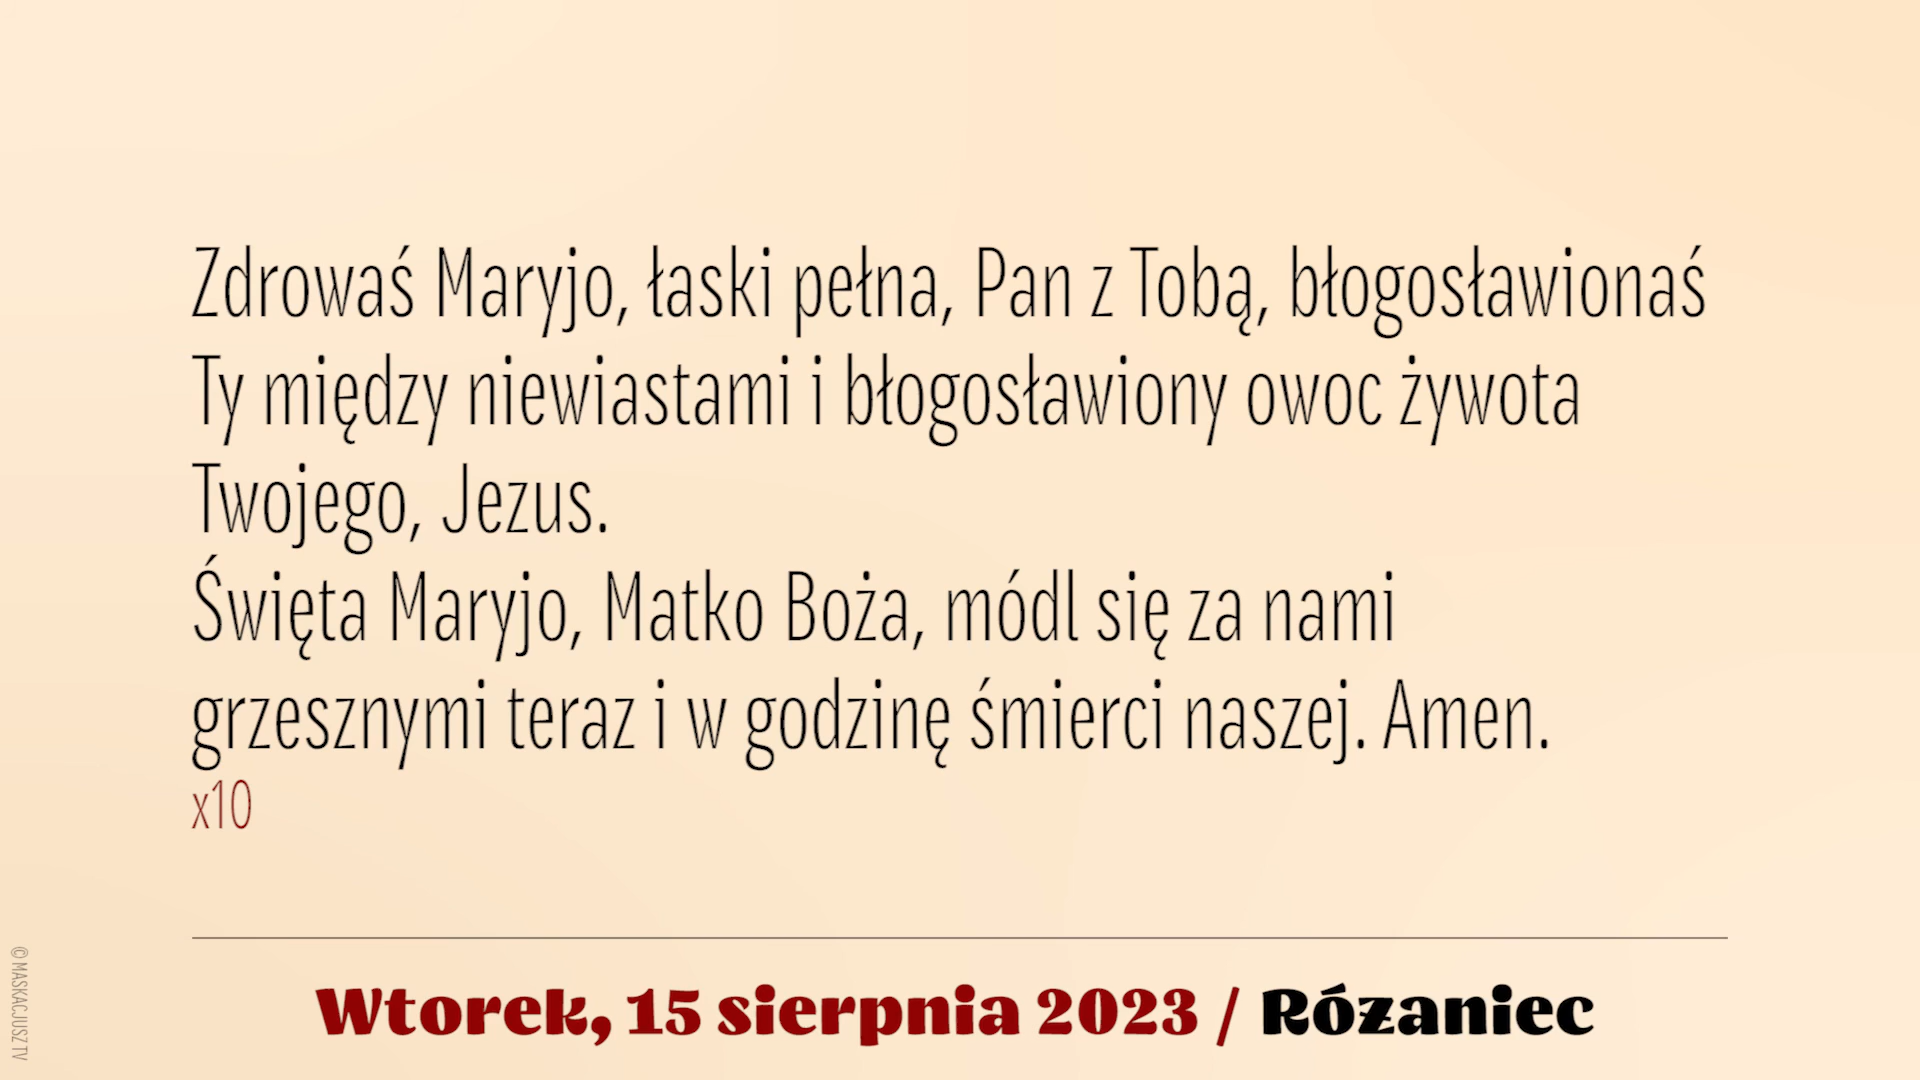 Zdrowaś Maryjo, łaski pełna, Pan z Tobą, błogosławionaś
Ty między niewiastami i błogosławiony owoc żywota
Twojego, Jezus.
Święta Maryjo, Matko Boża, módl się za nami
grzesznymi teraz i w godzinę śmierci naszej. Amen.
x10
Wtorek, 15 sierpnia 2023 / Różaniec
© MASKACJUSZ TV